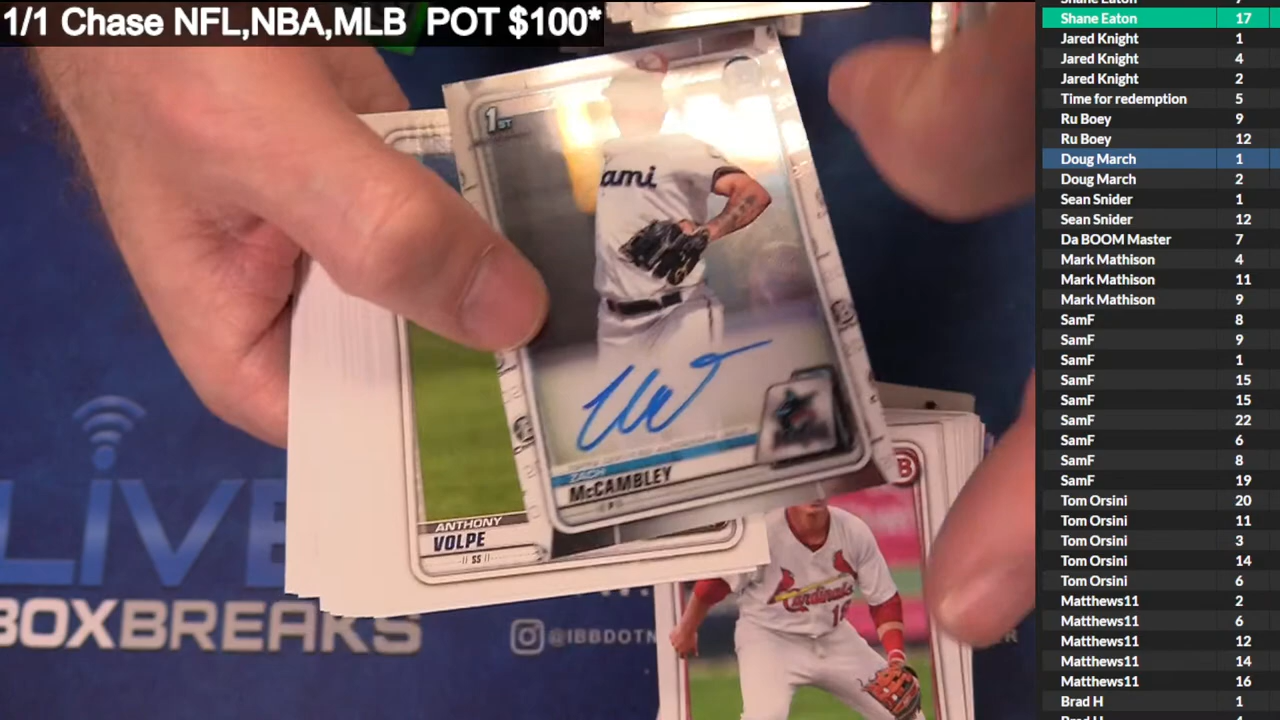 1/1 Chase NFL,NBA,MLB POT $100*
1ST
ami
ZACH
McCAMBLEY
ANTHONY
VOLPE
SS
B
Cardinals
LIVE
BOXBREAKS
@IBBDOTN
Shane Eaton 17
Jared Knight 1
Jared Knight 4
Jared Knight 2
Time for redemption 5
Ru Boey 9
Ru Boey 12
Doug March 1
Doug March 2
Sean Snider 1
Sean Snider 12
Da BOOM Master 7
Mark Mathison 4
Mark Mathison 11
Mark Mathison 9
SamF 8
SamF 9
SamF 1
SamF 15
SamF 15
SamF 22
SamF 6
SamF 8
SamF 19
Tom Orsini 20
Tom Orsini 11
Tom Orsini 3
Tom Orsini 14
Tom Orsini 6
Matthews11 2
Matthews11 6
Matthews11 12
Matthews11 14
Matthews11 16
Brad H 1